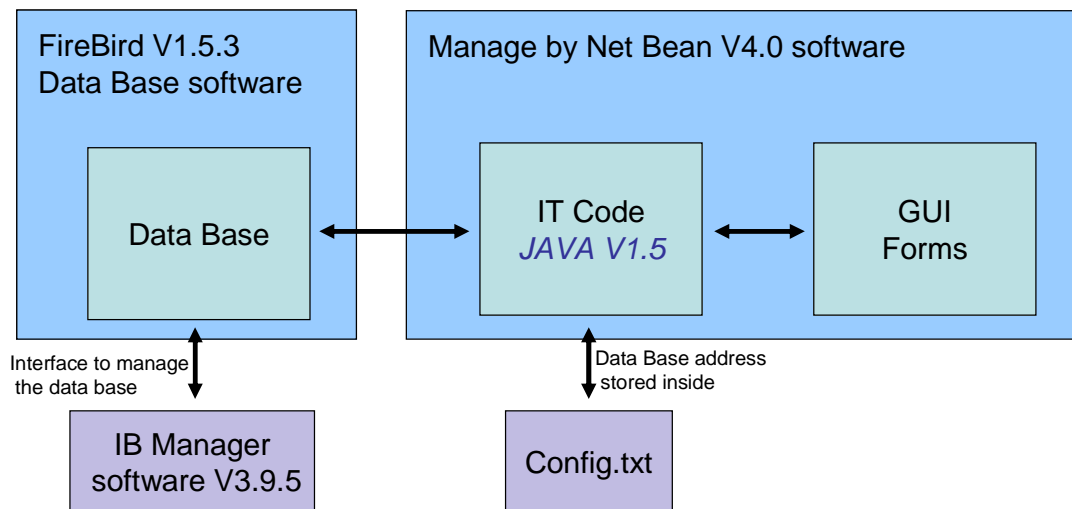 FireBird V1.5.3
Data Base software
Manage by Net Bean V4.0 software
Data Base
IT Code
JAVA V1.5
GUI
Forms
Interface to manage
the data base
Data Base address
stored inside
IB Manager
software V3.9.5
Config.txt